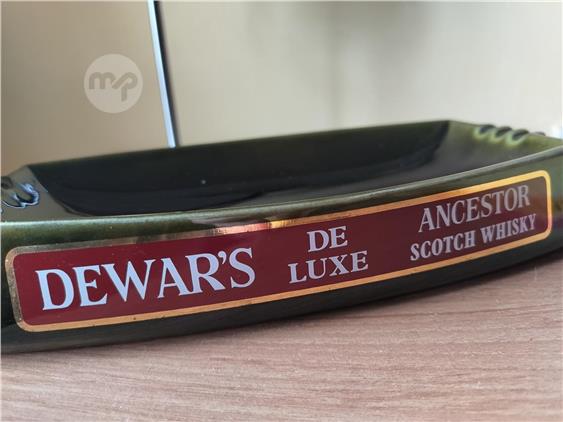 mp
DEWAR'S
DE
LUXE
ANCESTOR
SCOTCH WHISKY